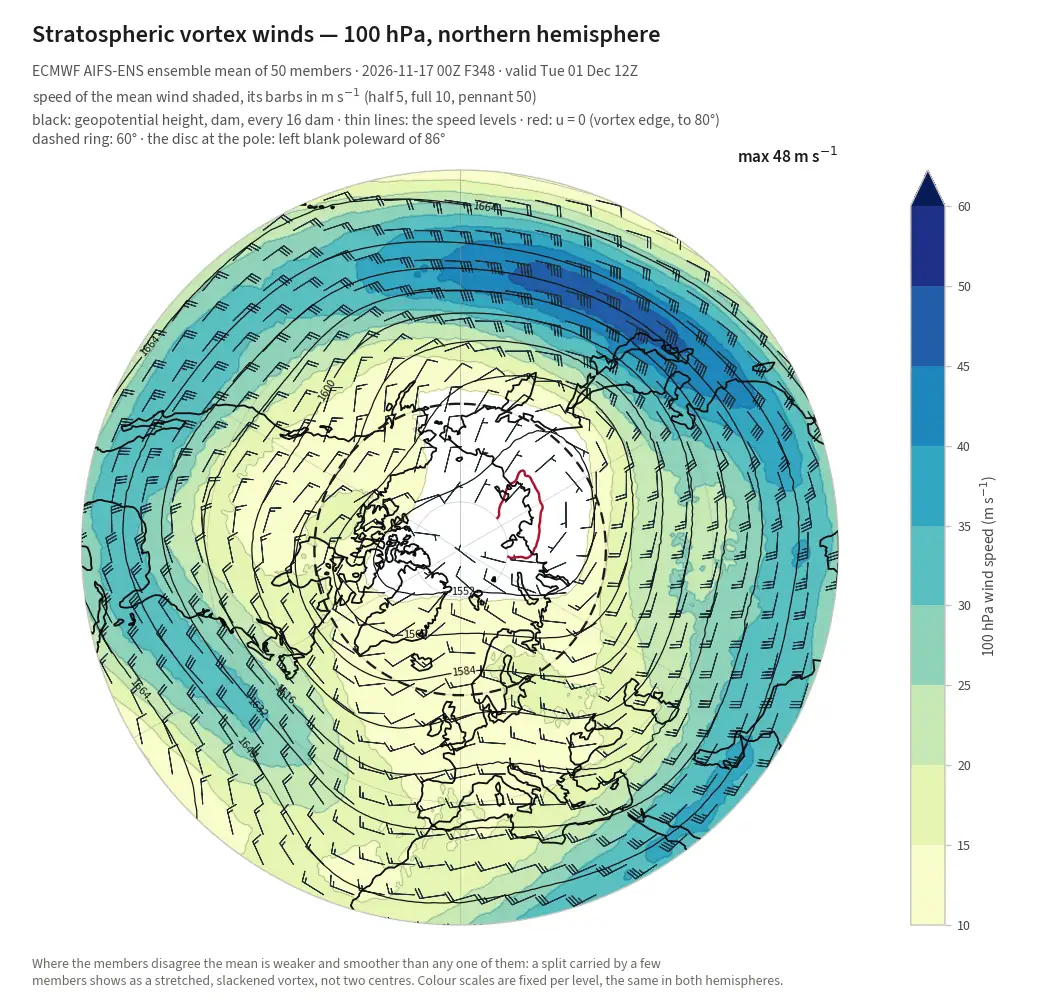 Stratospheric vortex winds — 100 hPa, northern hemisphere
ECMWF AIFS-ENS ensemble mean of 50 members · 2026-11-17 00Z F348 · valid Tue 01 Dec 12Z
speed of the mean wind shaded, its barbs in m s⁻¹ (half 5, full 10, pennant 50)
black: geopotential height, dam, every 16 dam · thin lines: the speed levels · red: u = 0 (vortex edge, to 80°)
dashed ring: 60° · the disc at the pole: left blank poleward of 86°
max 48 m s⁻¹
1664
1664
1600
1552
1584
1616
1632
1664
1648
60
50
45
40
35
30
25
20
15
10
100 hPa wind speed (m s⁻¹)
Where the members disagree the mean is weaker and smoother than any one of them: a split carried by a few
members shows as a stretched, slackened vortex, not two centres. Colour scales are fixed per level, the same in both hemispheres.